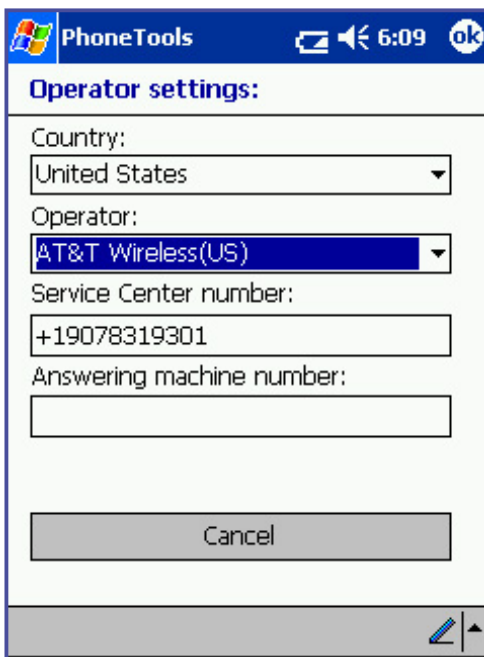 PhoneTools 6:09 ok
Operator settings:
Country:
United States
Operator:
AT&T Wireless(US)
Service Center number:
+19078319301
Answering machine number:
Cancel